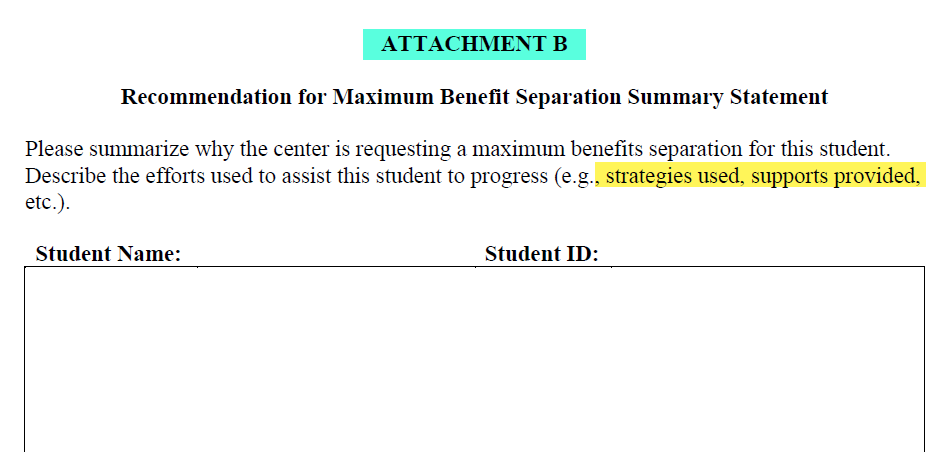 ATTACHMENT B
Recommendation for Maximum Benefit Separation Summary Statement
Please summarize why the center is requesting a maximum benefits separation for this student.
Describe the efforts used to assist this student to progress (e.g., strategies used, supports provided,
etc.).
Student Name: Student ID: